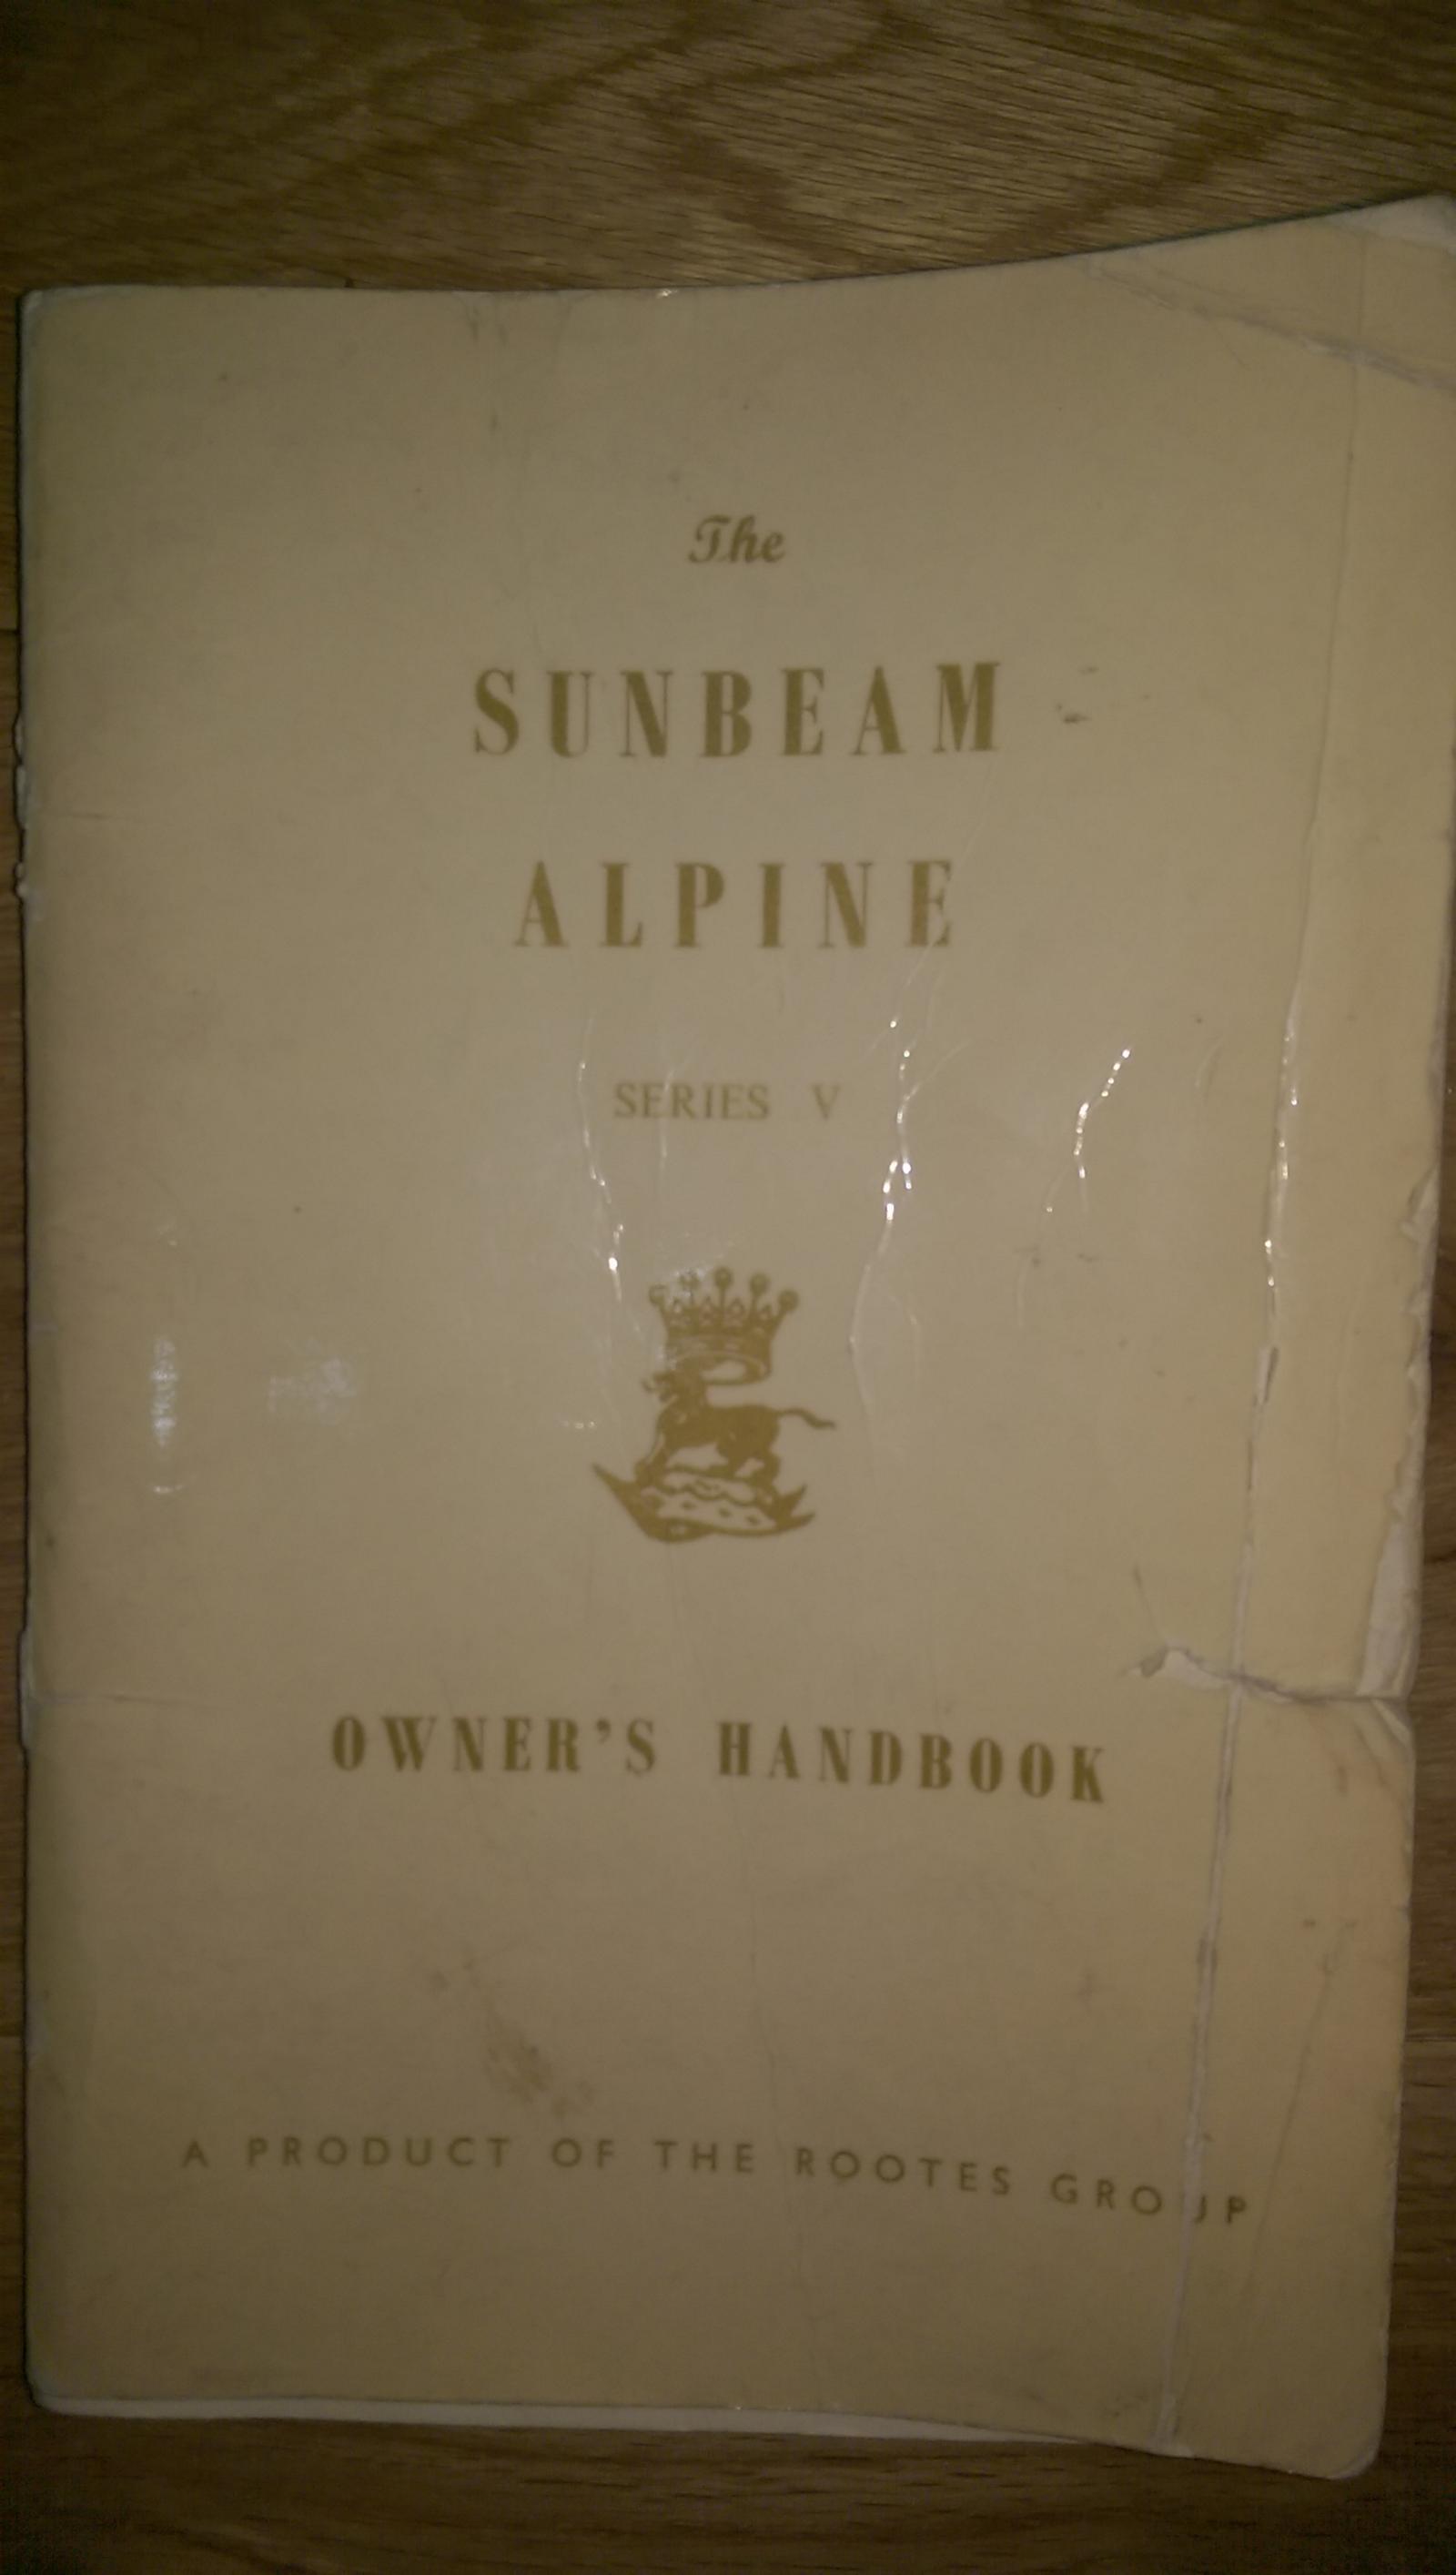 The
SUNBEAM
ALPINE
SERIES V
OWNER'S HANDBOOK
A PRODUCT OF THE ROOTES GROUP